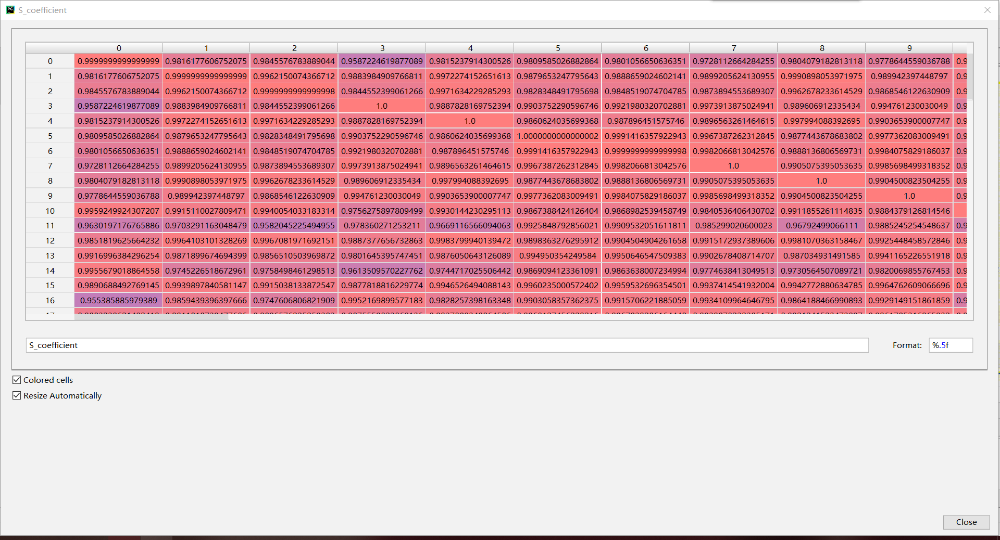 PC S_coefficient
0 1 2 3 4 5 6 7 8 9
0 0.9999999999999999 0.9816177606752075 0.9845576783889044 0.9587224619877089 0.9815237914300526 0.9809585026882864 0.9801056650636351 0.9728112664284255 0.9804079182813118 0.9778644559036788 0.9
1 0.9816177606752075 0.9999999999999999 0.9962150074366712 0.9883984909766811 0.9972274152651613 0.9879653247795643 0.9888659024602141 0.9899205624130955 0.9990898053971975 0.989942397448797 0.9
2 0.9845576783889044 0.9962150074366712 0.9999999999999998 0.9844552399061266 0.9971634229285293 0.9828348491795698 0.9848519074704785 0.9873894553689307 0.9962678233614529 0.9868546122630909 0.9
3 0.9587224619877089 0.9883984909766811 0.9844552399061266 1.0 0.9887828169752394 0.9903752290596746 0.9921980320702881 0.9973913875024941 0.989606912335434 0.994761230030049 0.9
4 0.9815237914300526 0.9972274152651613 0.9971634229285293 0.9887828169752394 1.0 0.9860624035699368 0.987896451575746 0.9896563261464615 0.997994088392695 0.9903653900007747 0.9
5 0.9809585026882864 0.9879653247795643 0.9828348491795698 0.9903752290596746 0.9860624035699368 1.0000000000000002 0.9991416357922943 0.9967387262312845 0.9877443678683802 0.9977362083009491 0.9
6 0.9801056650636351 0.9888659024602141 0.9848519074704785 0.9921980320702881 0.987896451575746 0.9991416357922943 0.9999999999999998 0.9982066813042576 0.9888136806569731 0.9984075829186037 0.9
7 0.9728112664284255 0.9899205624130955 0.9873894553689307 0.9973913875024941 0.9896563261464615 0.9967387262312845 0.9982066813042576 1.0 0.9905075395053635 0.9985698499318352 0.9
8 0.9804079182813118 0.9990898053971975 0.9962678233614529 0.989606912335434 0.997994088392695 0.9877443678683802 0.9888136806569731 0.9905075395053635 1.0 0.9904500823504255 0.9
9 0.9778644559036788 0.989942397448797 0.9868546122630909 0.994761230030049 0.9903653900007747 0.9977362083009491 0.9984075829186037 0.9985698499318352 0.9904500823504255 1.0 0.9
10 0.9959249924307207 0.9915110027809471 0.9940054033183314 0.9756275897809499 0.9930144230295113 0.9867388424126404 0.9868982539458749 0.9840536406430702 0.9911855261114835 0.9884379126814546
11 0.9630197176765886 0.9703291163048479 0.9582045225494955 0.978360271253211 0.9669116566094063 0.9925848792856021 0.9909532051611811 0.985299020600023 0.96792499066111 0.9885245254548637 0.9
12 0.9851819625664232 0.9964103101328269 0.9967081971692151 0.9887377656732863 0.9983799940139472 0.9898363276295912 0.9904504904261658 0.9915172937389606 0.9981070363158467 0.9925448458572846 0.9
13 0.9916996384296254 0.9871899674694399 0.9856510503969872 0.9801645395747451 0.9876050643126089 0.994950354249584 0.9950646547509383 0.9902678408714707 0.987034931491585 0.9941165226551918 0.9
14 0.9955679018864558 0.9745226518672961 0.9758498461298513 0.9613509570227762 0.9744717025506442 0.9869094123361091 0.9863638007234994 0.9774638413049513 0.9730564507089721 0.9820069855767453 0.9
15 0.9890688492769145 0.9939897840581147 0.9915038133872547 0.9877818816229774 0.9946526494088143 0.9960235000572402 0.9959532696354501 0.9937414541932004 0.9942772880634785 0.9964762609066696 0.9
16 0.955385885979389 0.9859439396397666 0.9747606806821909 0.9952169899577183 0.9828257398163348 0.9903058357362375 0.9915706221885059 0.9934109964646795 0.9864188466990893 0.9929149151861859 0.9
S_coefficient Format: %.5f
Colored cells
Resize Automatically
Close